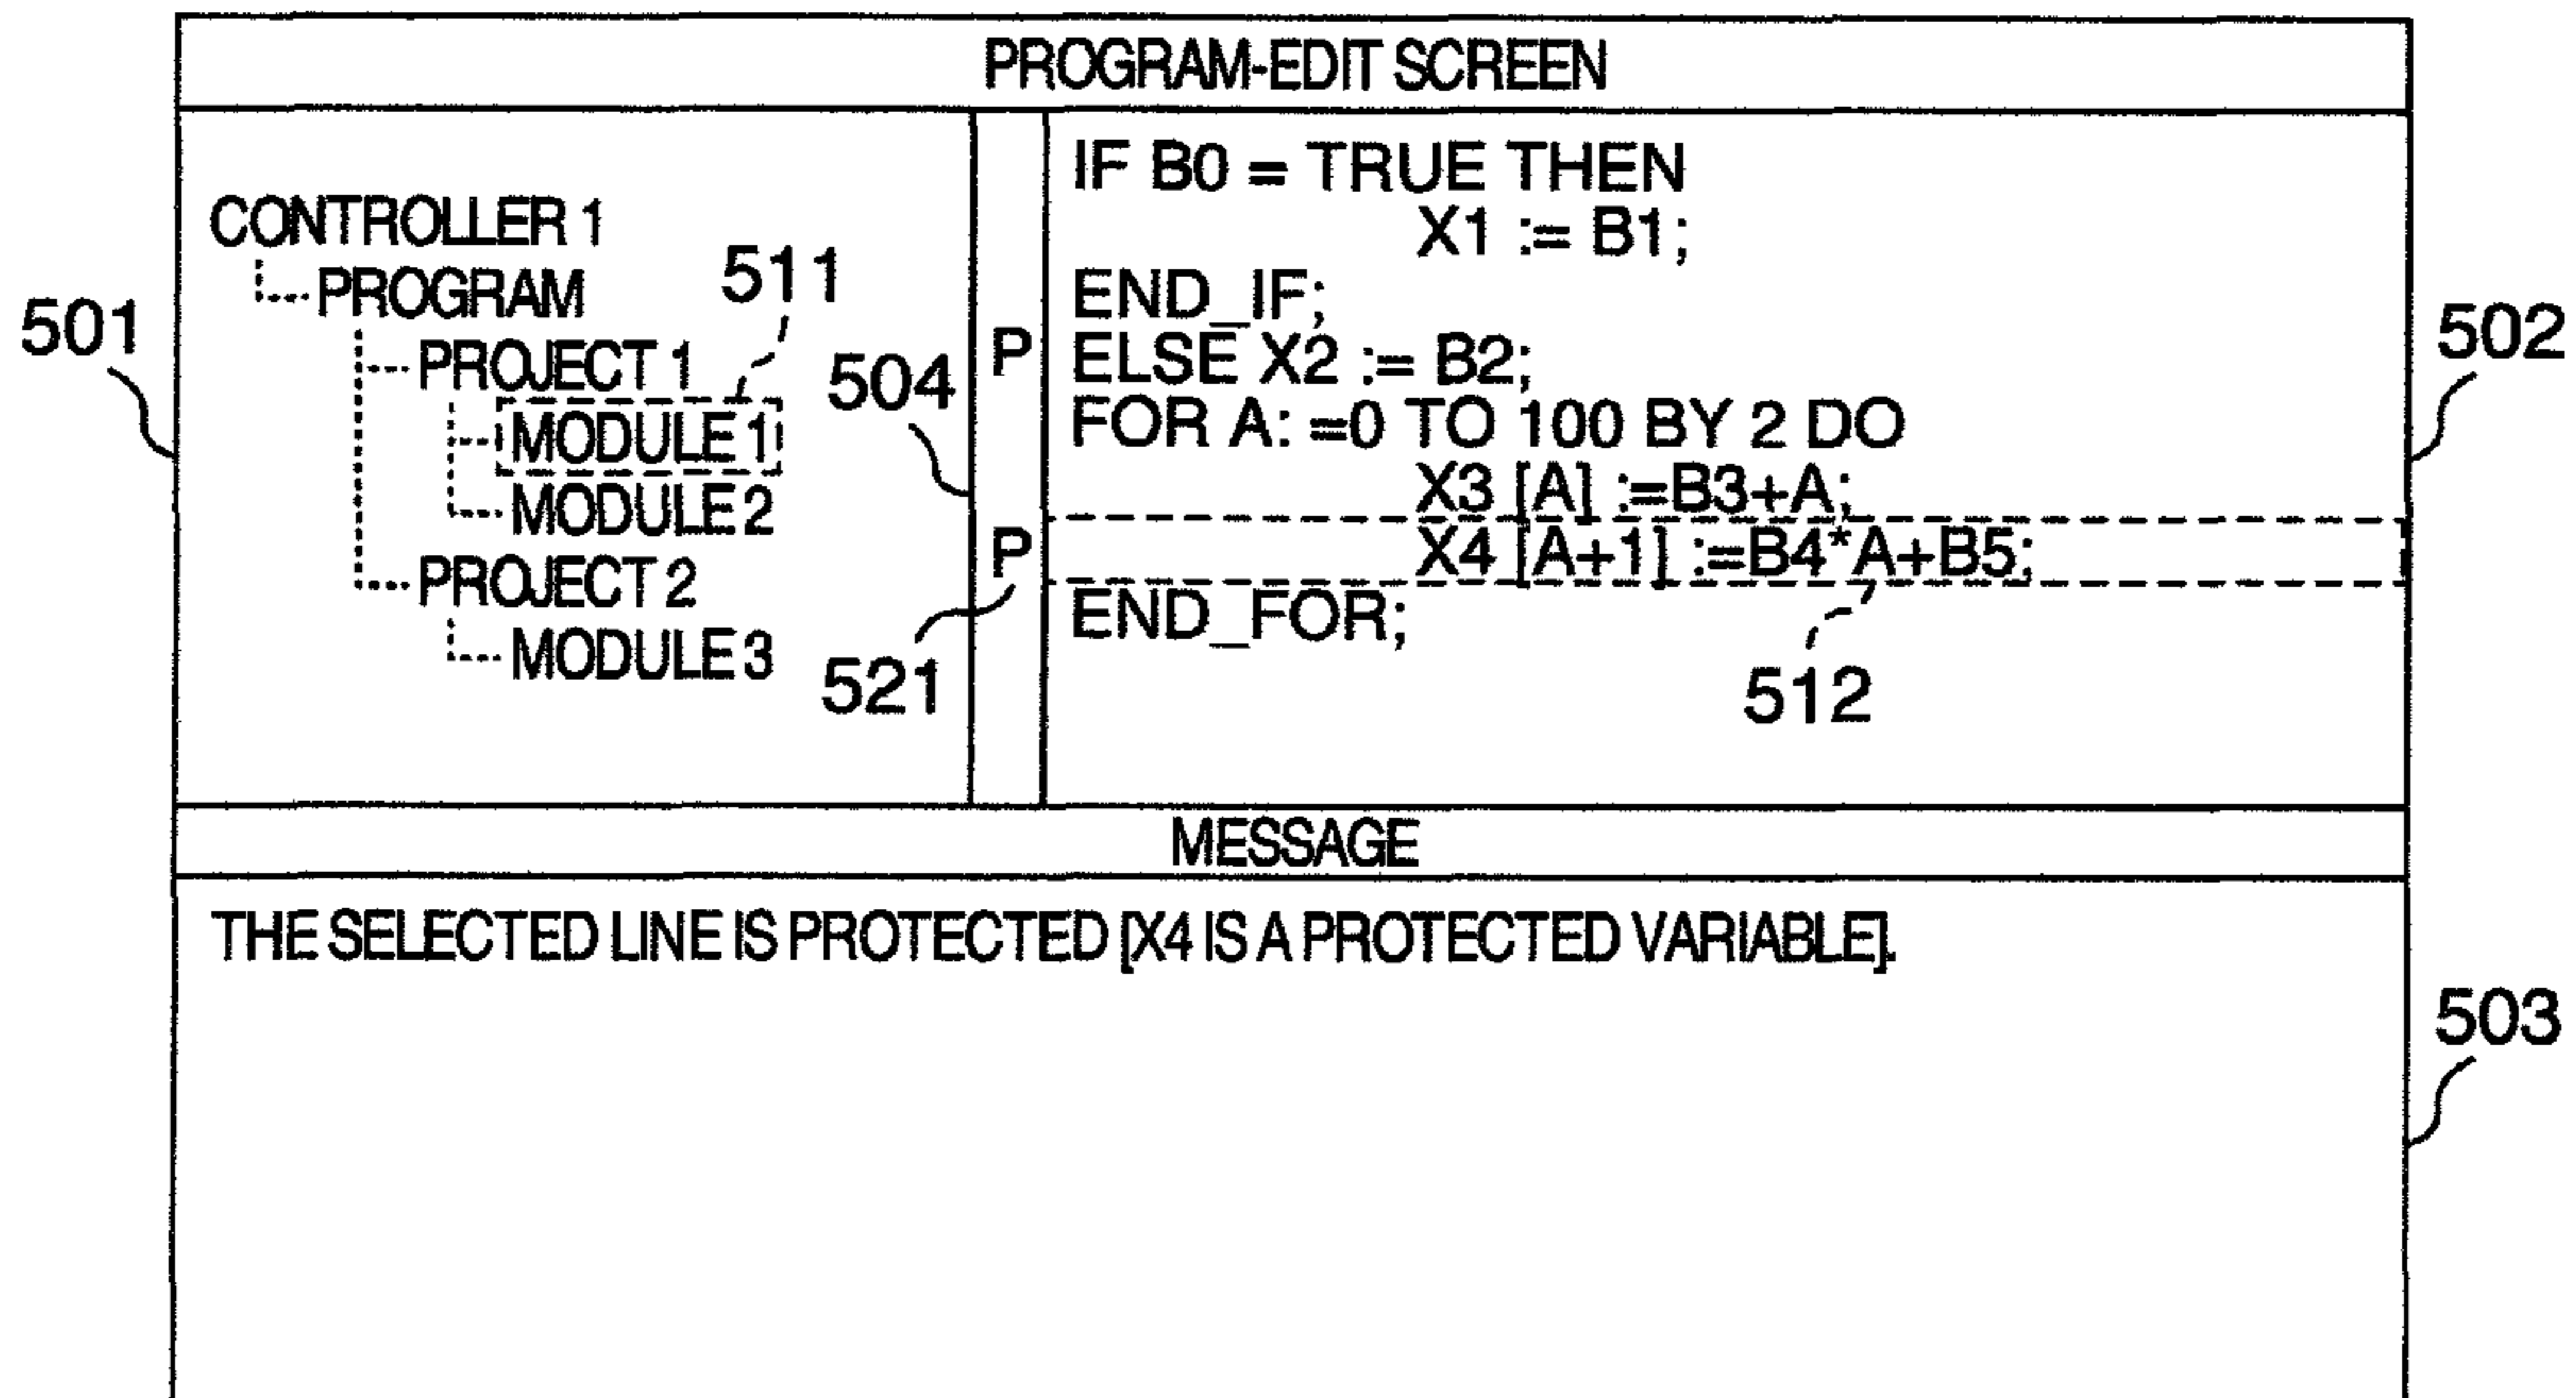 PROGRAM-EDIT SCREEN
CONTROLLER 1
PROGRAM
PROJECT 1
MODULE 1
MODULE 2
PROJECT 2
MODULE 3
501
511
504
521
P
P
IF B0 = TRUE THEN
X1 := B1;
END_IF;
ELSE X2 := B2;
FOR A: =0 TO 100 BY 2 DO
X3 [A] :=B3+A;
X4 [A+1] :=B4*A+B5;
END_FOR;
502
512
MESSAGE
THE SELECTED LINE IS PROTECTED [X4 IS A PROTECTED VARIABLE].
503